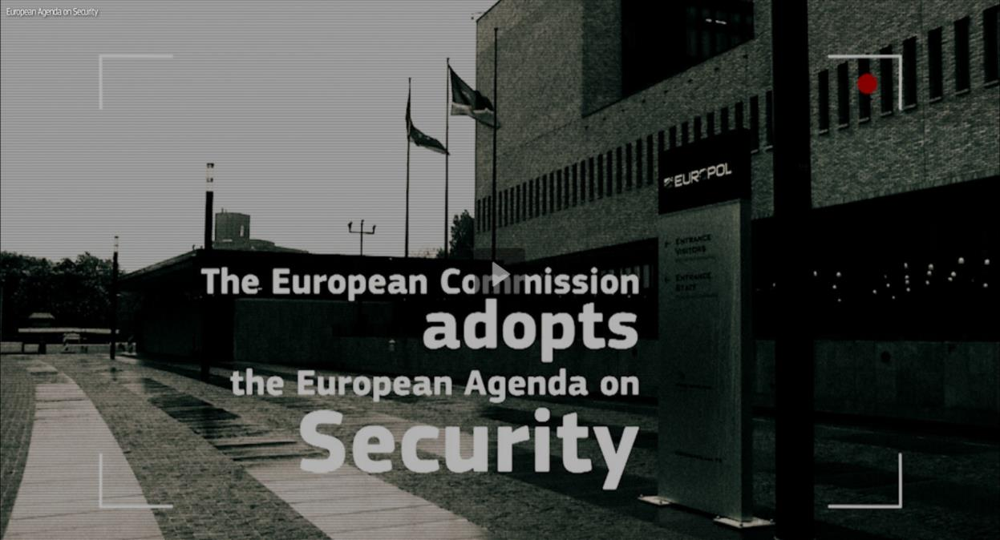 European Agenda on Security
EUROPOL
ENTRANCE
VISITORS
ENTRANCE
STAFF
The European Commission
adopts
the European Agenda on
Security